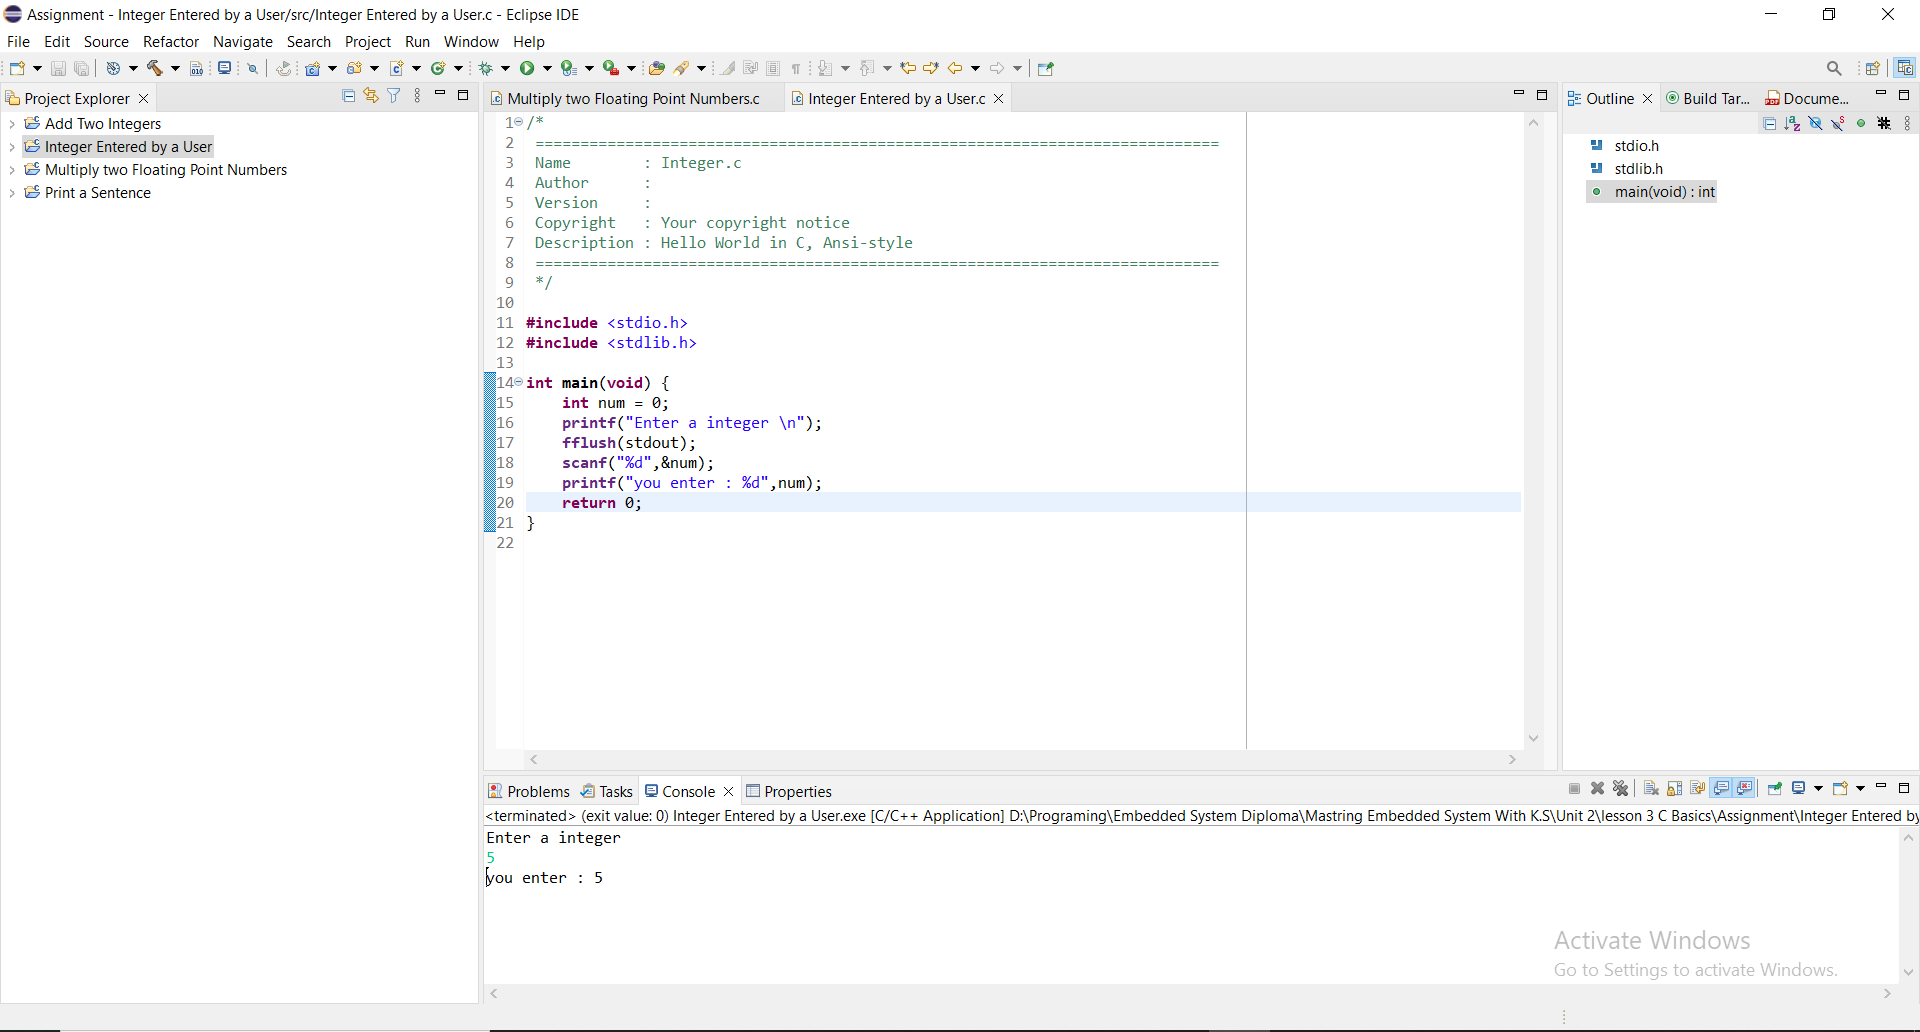 Assignment - Integer Entered by a User/src/Integer Entered by a User.c - Eclipse IDE
File Edit Source Refactor Navigate Search Project Run Window Help
Project Explorer
Add Two Integers
Integer Entered by a User
Multiply two Floating Point Numbers
Print a Sentence
Multiply two Floating Point Numbers.c
Integer Entered by a User.c
1 /*
2 ============================================================================
3 Name        : Integer.c
4 Author      :
5 Version     :
6 Copyright   : Your copyright notice
7 Description : Hello World in C, Ansi-style
8 ============================================================================
9 */
10
11 #include <stdio.h>
12 #include <stdlib.h>
13
14 int main(void) {
15     int num = 0;
16     printf("Enter a integer \n");
17     fflush(stdout);
18     scanf("%d",&num);
19     printf("you enter : %d",num);
20     return 0;
21 }
22
Outline Build Tar... Docume...
stdio.h
stdlib.h
main(void) : int
Problems Tasks Console Properties
<terminated> (exit value: 0) Integer Entered by a User.exe [C/C++ Application] D:\Programing\Embedded System Diploma\Mastring Embedded System With K.S\Unit 2\lesson 3 C Basics\Assignment\Integer Entered by
Enter a integer
5
you enter : 5
Activate Windows
Go to Settings to activate Windows.